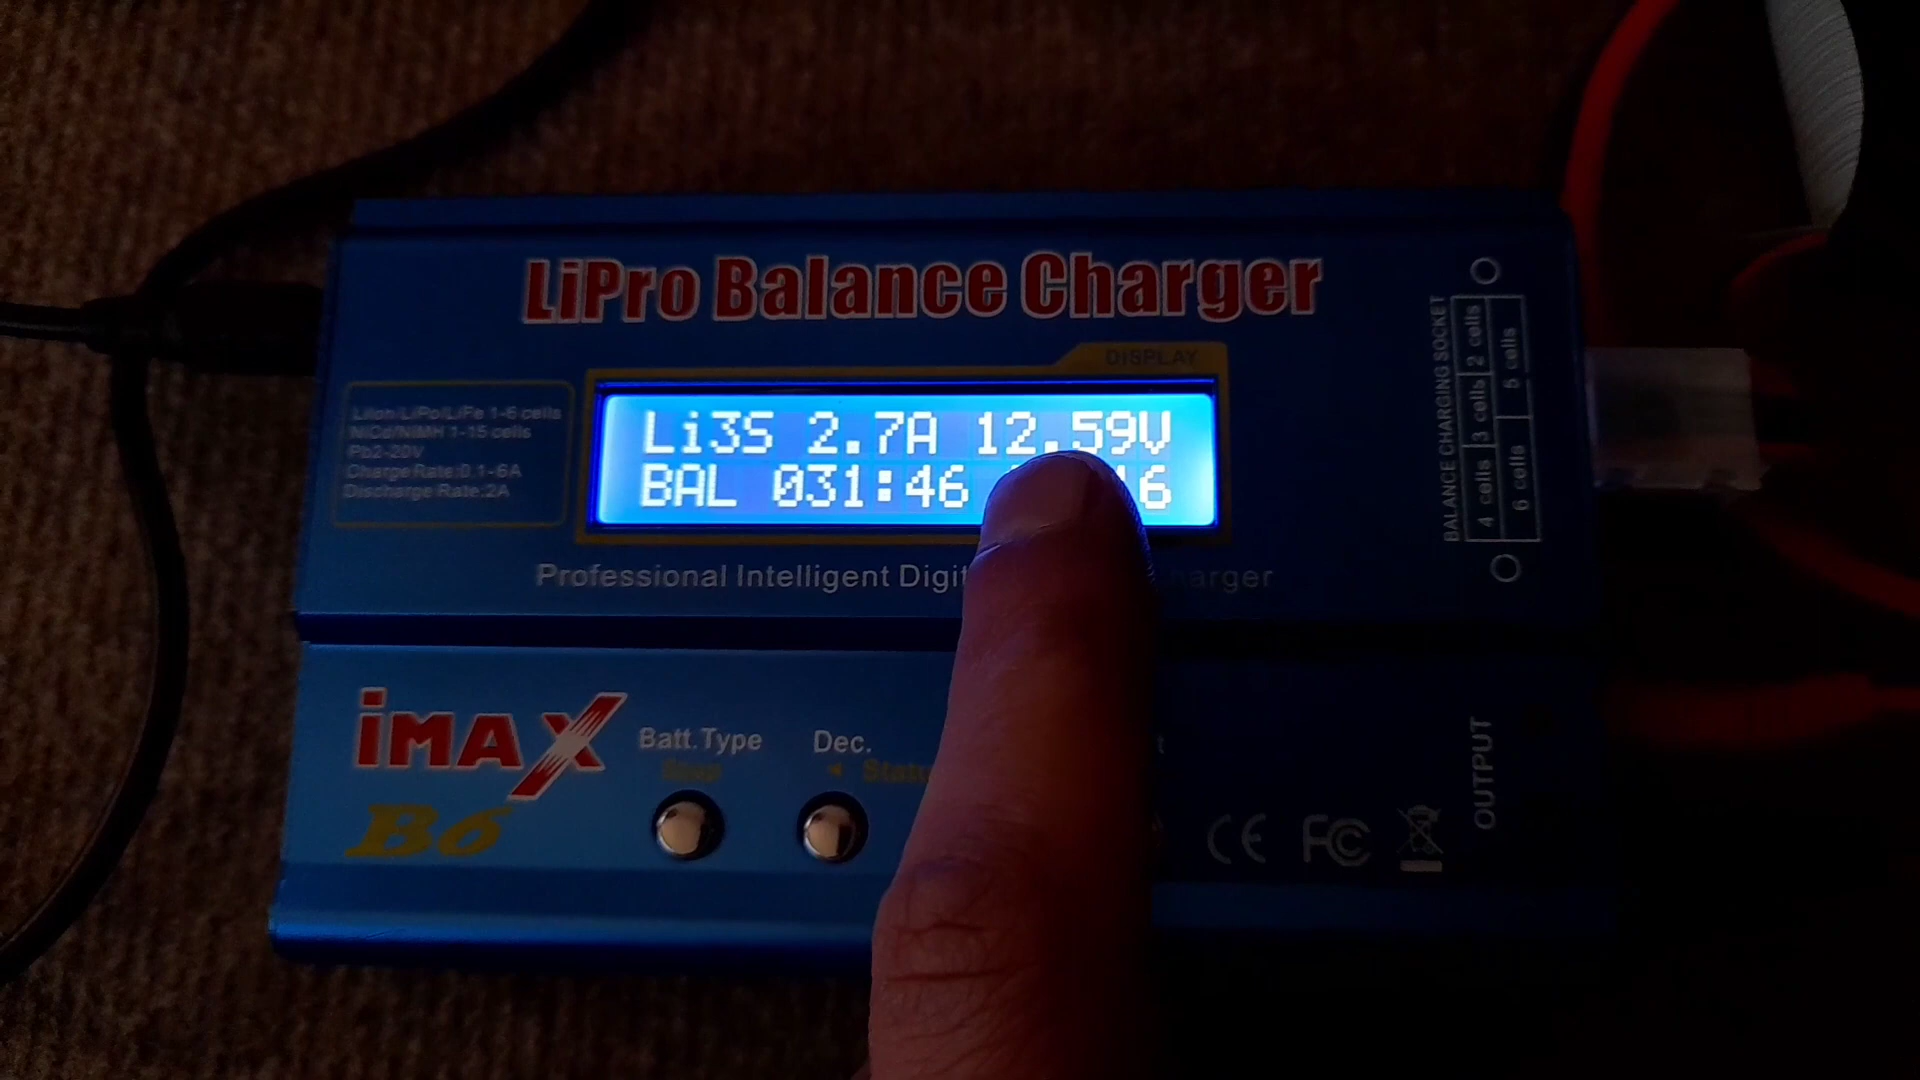 LiPro Balance Charger
DISPLAY
LiIon/LiPo/LiFe 1-6 cells
NiCd/NiMH 1-15 cells
Pb2-20V
Charge Rate:0.1-6A
Discharge Rate:2A
Li3S 2.7A 12.59V
BAL 031:46 16
Professional Intelligent Digit harger
BALANCE CHARGING SOCKET
2 cells
3 cells
4 cells
5 cells
6 cells
iMAX
B6
Batt.Type
Stop
Dec.
◄ Statu
t
CE FC
OUTPUT